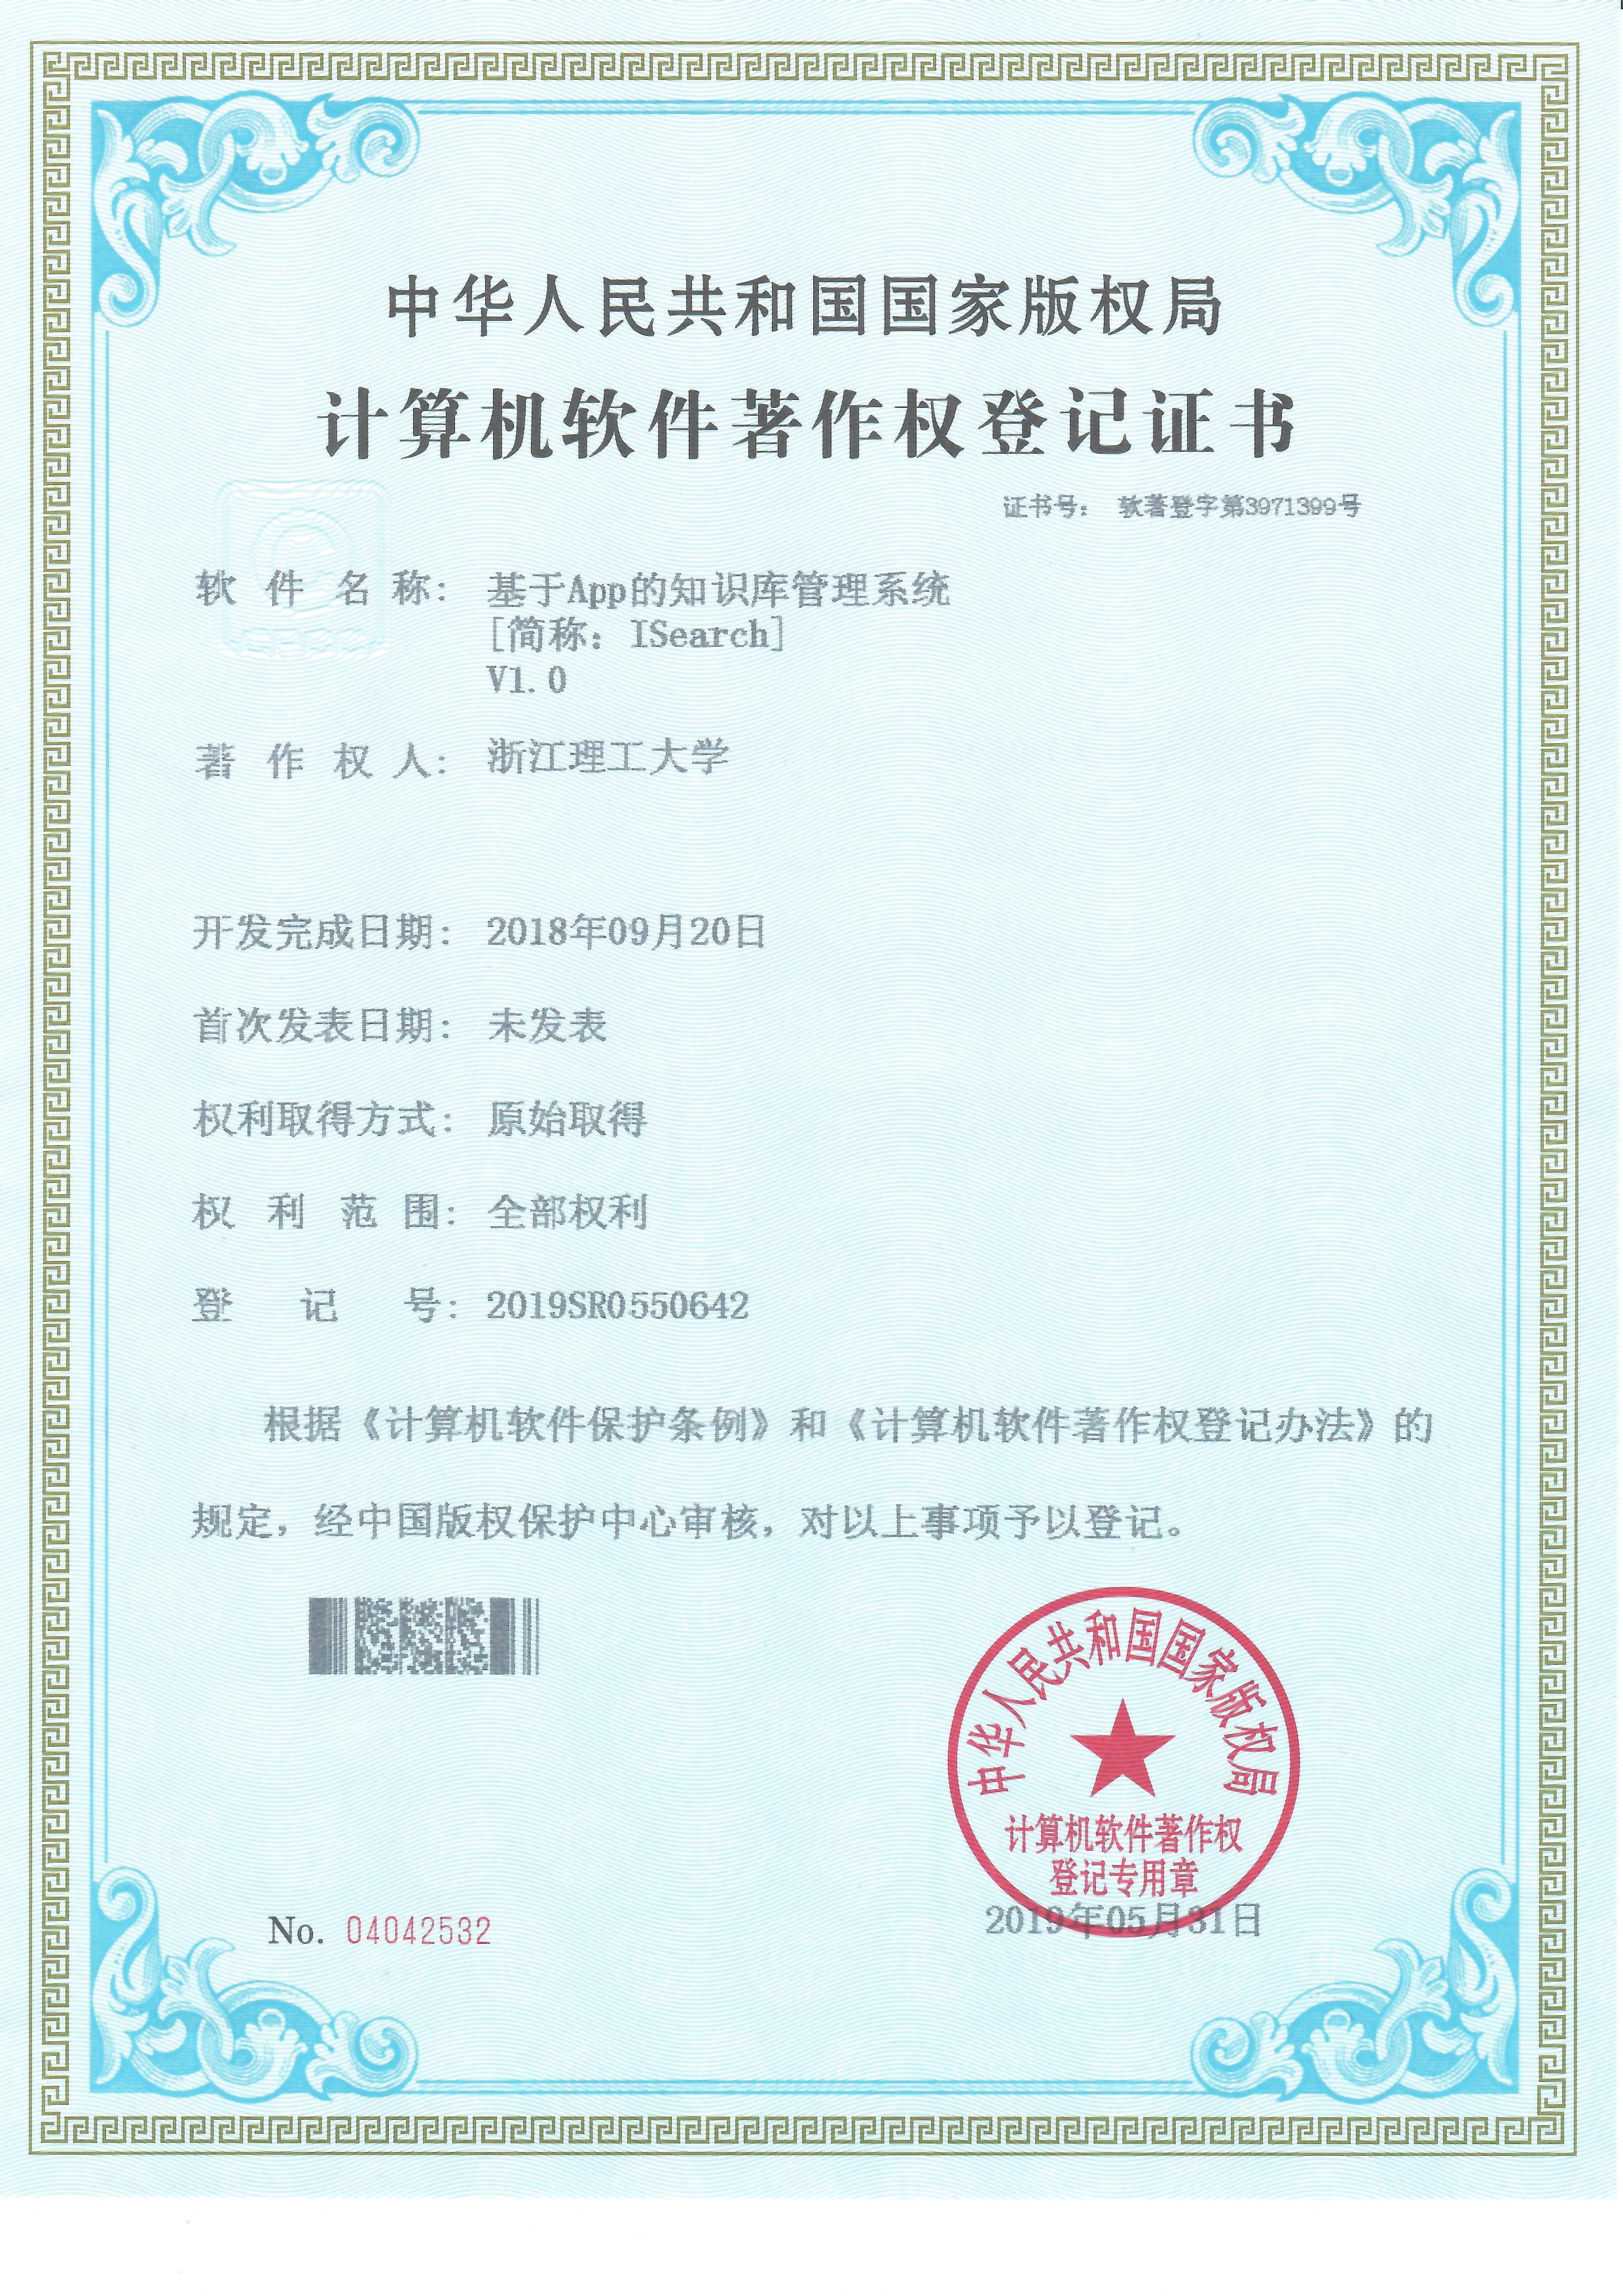 中华人民共和国国家版权局
计算机软件著作权登记证书
证书号: 软著登字第3971399号
软件名称: 基于App的知识库管理系统
[简称: ISearch]
V1.0
著作权人: 浙江理工大学
开发完成日期: 2018年09月20日
首次发表日期: 未发表
权利取得方式: 原始取得
权利范围: 全部权利
登记号: 2019SR0550642
根据《计算机软件保护条例》和《计算机软件著作权登记办法》的
规定，经中国版权保护中心审核，对以上事项予以登记。
中华人民共和国国家版权局
计算机软件著作权
登记专用章
No. 04042532
2019年05月31日